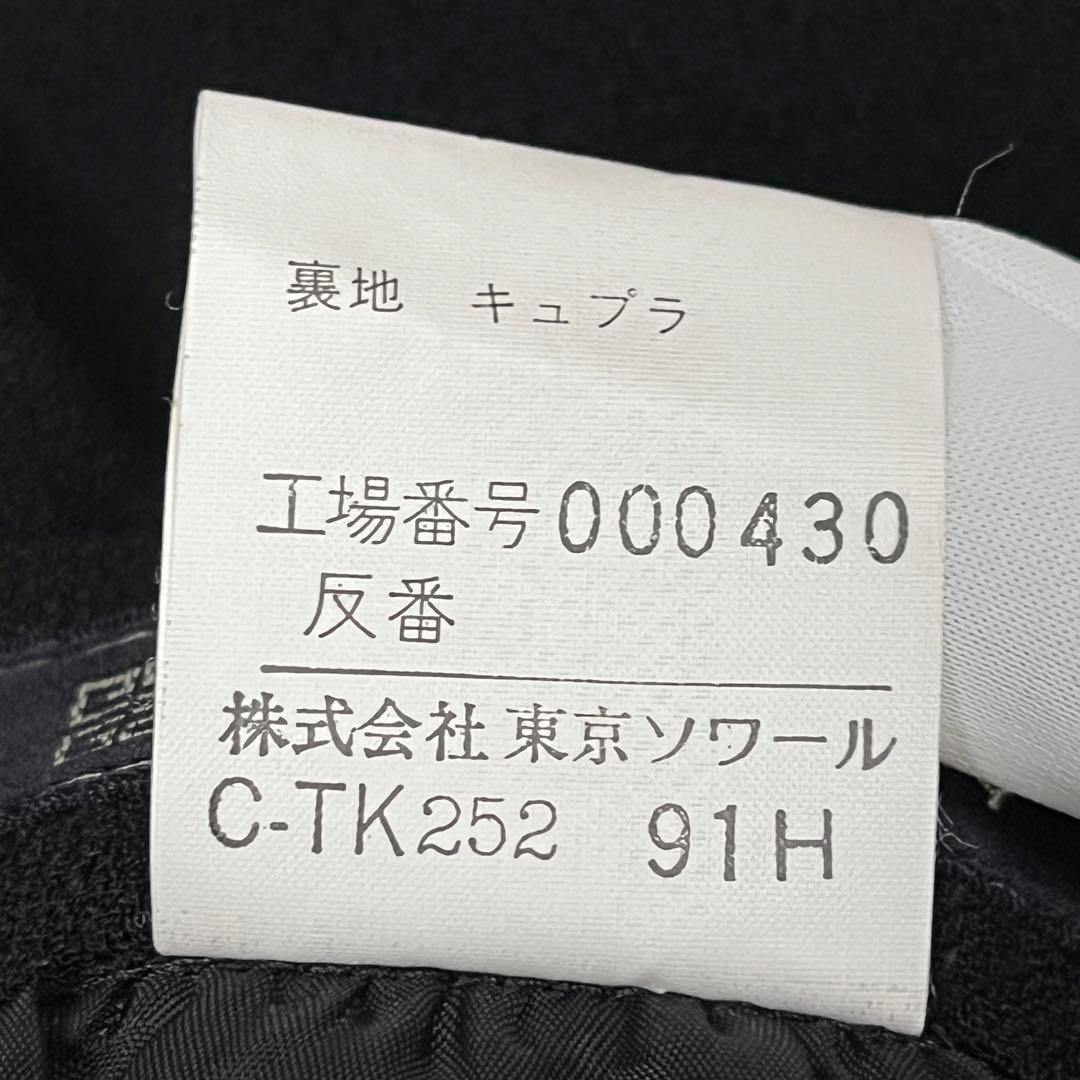 裏地 キュプラ
工場番号000430
反番
株式会社 東京ソワール
C-TK252 91H